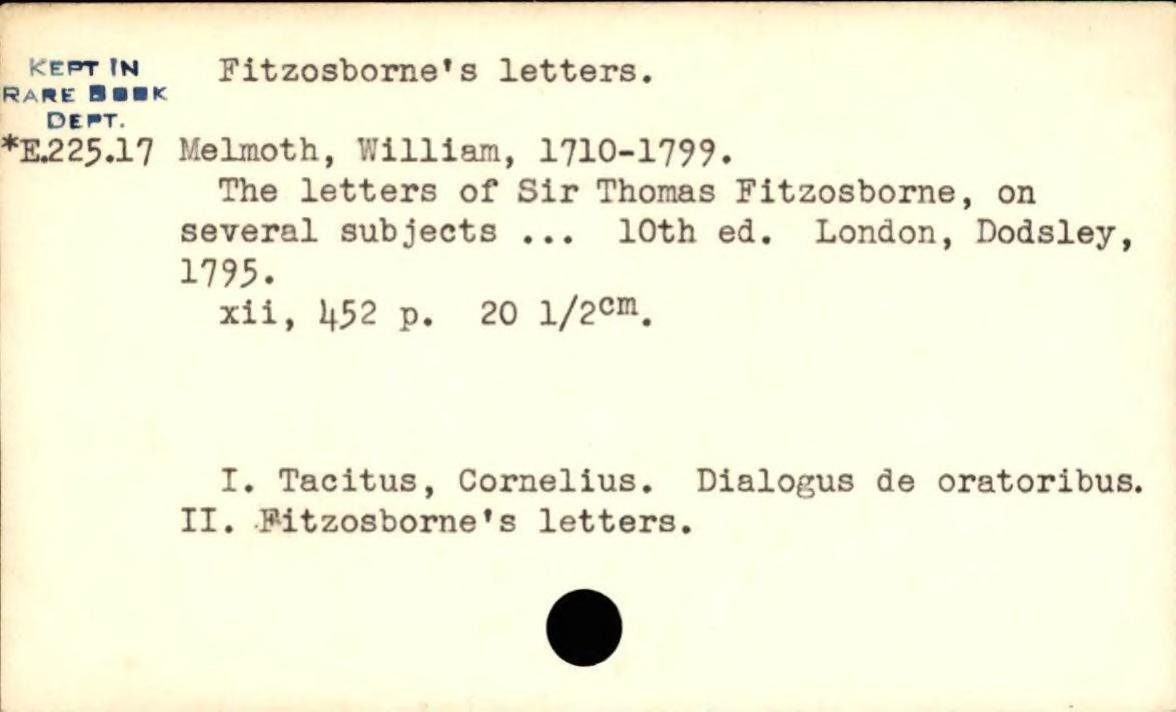 Fitzosborne's letters.
KEPT IN
RARE BOOK
DEPT.
*E.225.17 Melmoth, William, 1710-1799.
The letters of Sir Thomas Fitzosborne, on
several subjects ... 10th ed. London, Dodsley,
1795.
xii, 452 p. 20 1/2cm.
I. Tacitus, Cornelius. Dialogus de oratoribus.
II. Fitzosborne's letters.